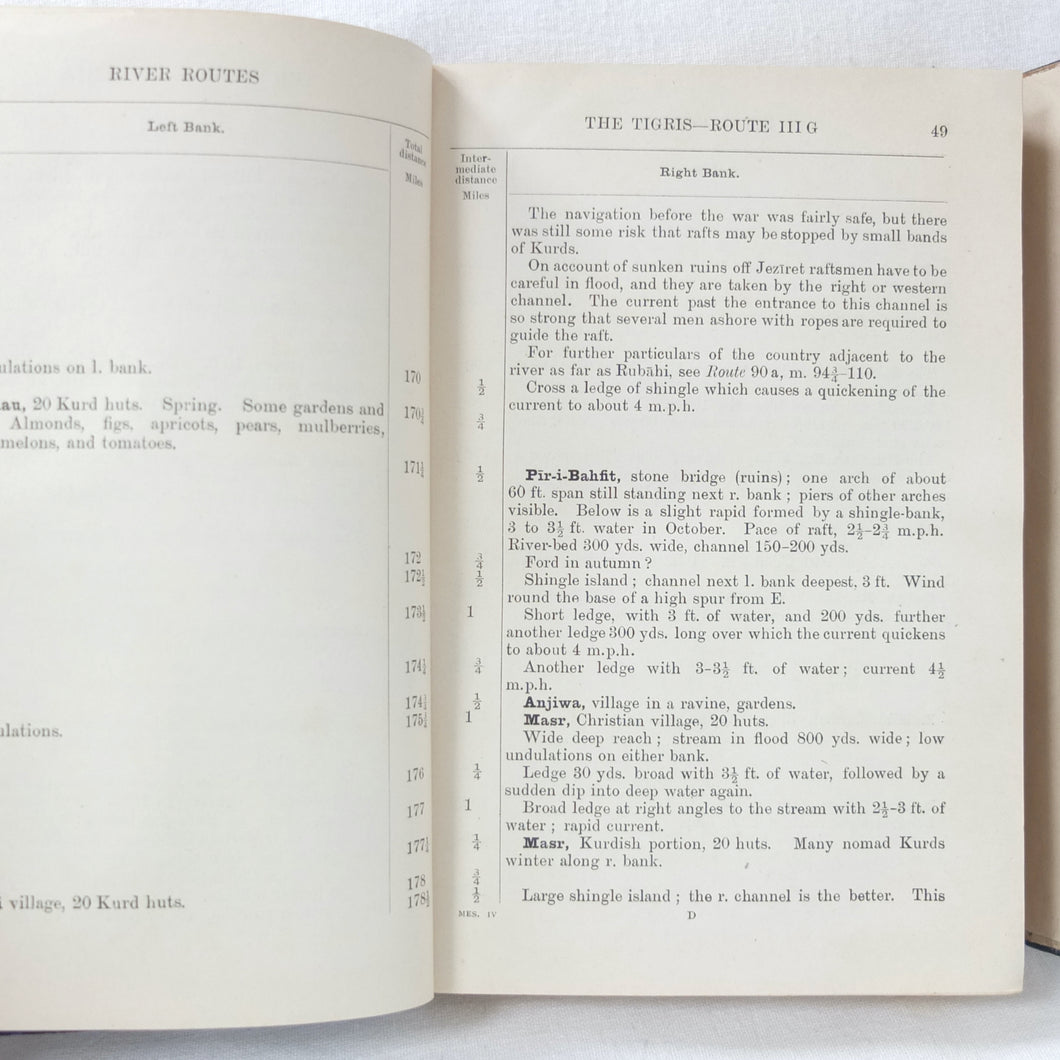 RIVER ROUTES
Left Bank.
Total
distance
Miles
ulations on l. bank.
170
au, 20 Kurd huts. Spring. Some gardens and
170¾
Almonds, figs, apricots, pears, mulberries,
melons, and tomatoes.
171¼
172
172½
173½
174¼
174¾
175¾
lations.
176
177
177¼
178
village, 20 Kurd huts.
178½
THE TIGRIS—ROUTE III G
49
Inter-
mediate
distance
Miles
Right Bank.
The navigation before the war was fairly safe, but there
was still some risk that rafts may be stopped by small bands
of Kurds.
On account of sunken ruins off Jezīret raftsmen have to be
careful in flood, and they are taken by the right or western
channel. The current past the entrance to this channel is
so strong that several men ashore with ropes are required to
guide the raft.
For further particulars of the country adjacent to the
river as far as Rubāhi, see Route 90 a, m. 94¾–110.
½ Cross a ledge of shingle which causes a quickening of the
current to about 4 m.p.h.
¾
½ Pīr-i-Bahfit, stone bridge (ruins) ; one arch of about
60 ft. span still standing next r. bank ; piers of other arches
visible. Below is a slight rapid formed by a shingle-bank,
3 to 3½ ft. water in October. Pace of raft, 2½–2¾ m.p.h.
River-bed 300 yds. wide, channel 150–200 yds.
¾ Ford in autumn ?
½ Shingle island ; channel next l. bank deepest, 3 ft. Wind
round the base of a high spur from E.
1 Short ledge, with 3 ft. of water, and 200 yds. further
another ledge 300 yds. long over which the current quickens
to about 4 m.p.h.
¾ Another ledge with 3–3½ ft. of water ; current 4½
m.p.h.
½ Anjiwa, village in a ravine, gardens.
1 Masr, Christian village, 20 huts.
Wide deep reach ; stream in flood 800 yds. wide ; low
undulations on either bank.
¼ Ledge 30 yds. broad with 3½ ft. of water, followed by a
sudden dip into deep water again.
1 Broad ledge at right angles to the stream with 2½–3 ft. of
water ; rapid current.
¼ Masr, Kurdish portion, 20 huts. Many nomad Kurds
winter along r. bank.
¾
½ Large shingle island ; the r. channel is the better. This
MES. IV
D